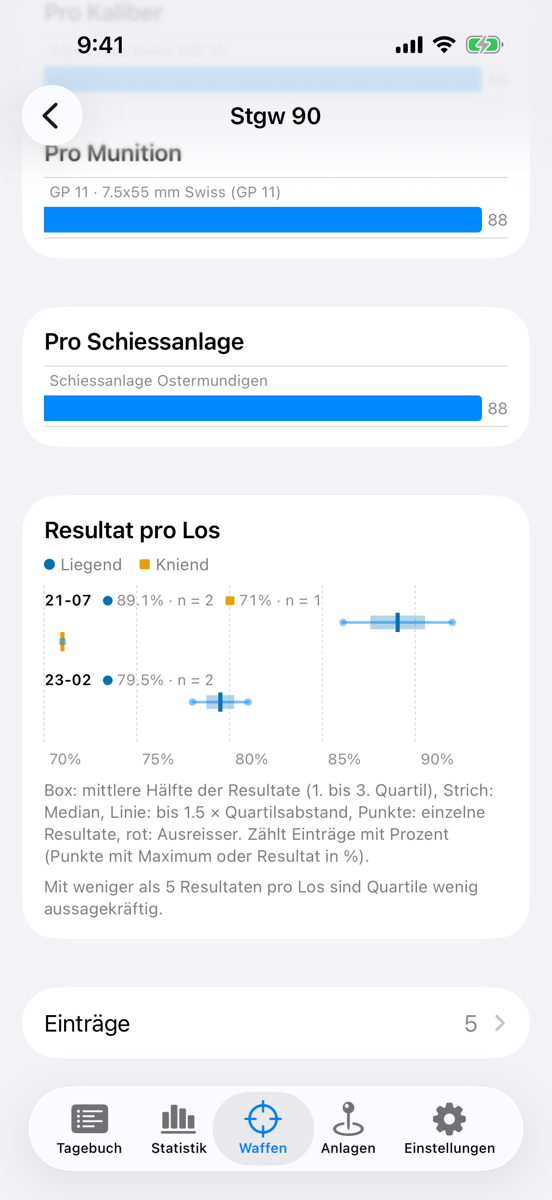 Pro Kaliber
9:41
Stgw 90
Pro Munition
GP 11 · 7.5x55 mm Swiss (GP 11)
88
Pro Schiessanlage
Schiessanlage Ostermundigen
88
Resultat pro Los
Liegend Kniend
21-07 89.1% · n = 2 71% · n = 1
23-02 79.5% · n = 2
70% 75% 80% 85% 90%
Box: mittlere Hälfte der Resultate (1. bis 3. Quartil), Strich:
Median, Linie: bis 1.5 × Quartilsabstand, Punkte: einzelne
Resultate, rot: Ausreisser. Zählt Einträge mit Prozent
(Punkte mit Maximum oder Resultat in %).
Mit weniger als 5 Resultaten pro Los sind Quartile wenig
aussagekräftig.
Einträge 5
Tagebuch Statistik Waffen Anlagen Einstellungen